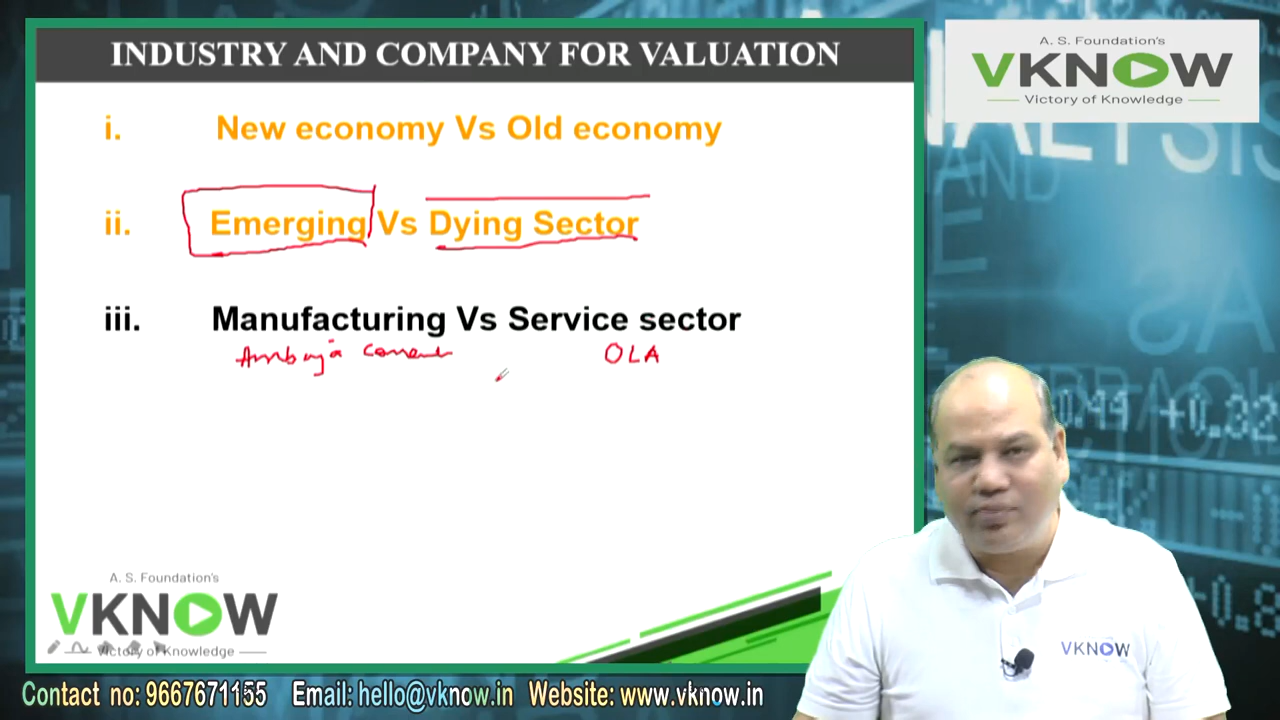 INDUSTRY AND COMPANY FOR VALUATION
A. S. Foundation's
VKNOW
Victory of Knowledge
i. New economy Vs Old economy
ii. Emerging Vs Dying Sector
iii. Manufacturing Vs Service sector
Ambuja Cement OLA
A. S. Foundation's
VKNOW
Victory of Knowledge
VKNOW
Contact no: 9667671155 Email: hello@vknow.in Website: www.vknow.in